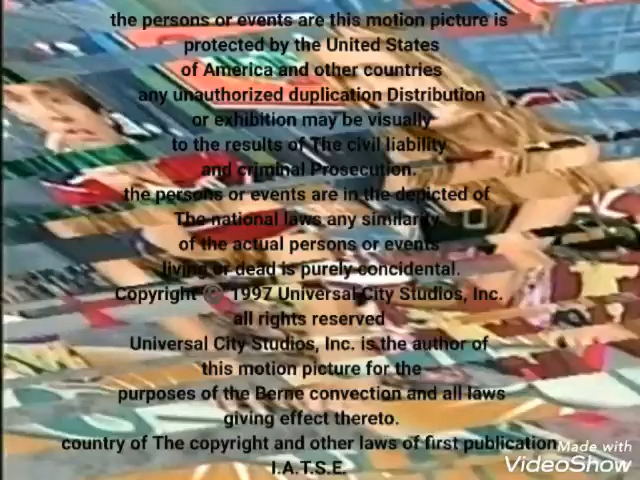 the persons or events are this motion picture is
protected by the United States
of America and other countries
any unauthorized duplication Distribution
or exhibition may be visually
to the results of The civil liability
and criminal Prosecution.
the persons or events are in the depicted of
The national laws any similarity
of the actual persons or events
living or dead is purely concidental.
Copyright © 1997 Universal City Studios, Inc.
all rights reserved
Universal City Studios, Inc. is the author of
this motion picture for the
purposes of the Berne convection and all laws
giving effect thereto.
country of The copyright and other laws of first publication
I.A.T.S.E.
Made with
VideoShow